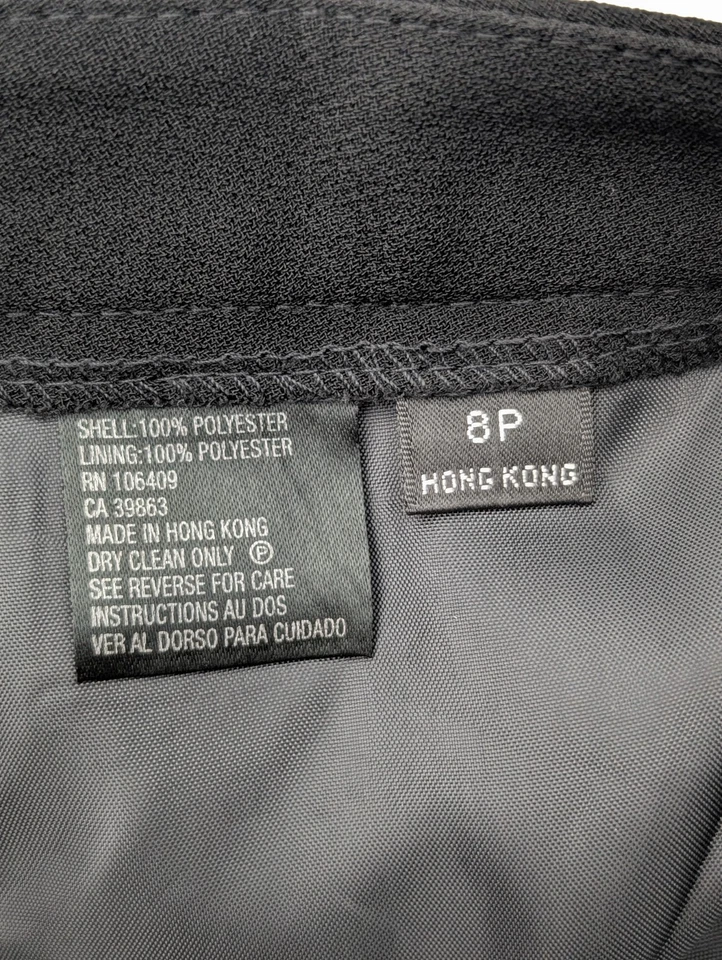 SHELL:100% POLYESTER
LINING:100% POLYESTER
RN 106409
CA 39863
MADE IN HONG KONG
DRY CLEAN ONLY Ⓟ
SEE REVERSE FOR CARE
INSTRUCTIONS AU DOS
VER AL DORSO PARA CUIDADO
8P
HONG KONG